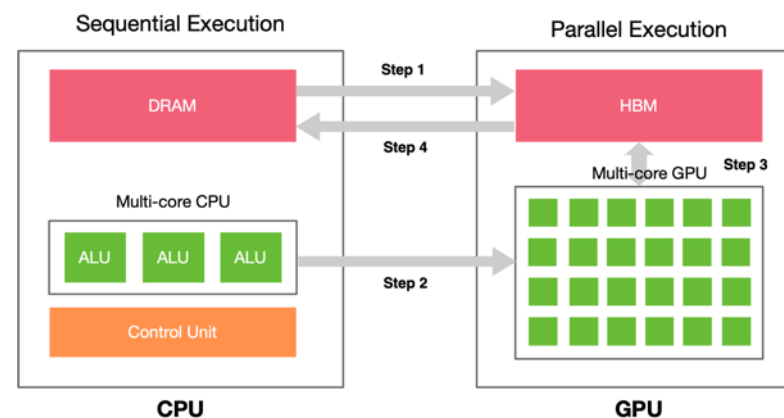 Sequential Execution
Parallel Execution
Step 1
DRAM
HBM
Step 4
Step 3
Multi-core CPU
Multi-core GPU
ALU ALU ALU
Step 2
Control Unit
CPU
GPU